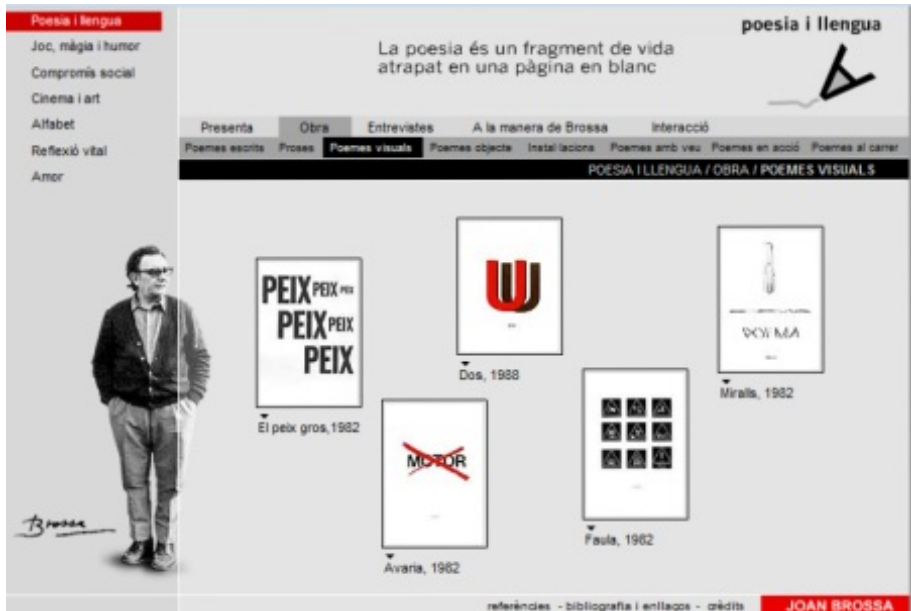 Poesia i llengua
Joc, màgia i humor
Compromís social
Cinema i art
Alfabet
Reflexió vital
Amor
poesia i llengua
La poesia és un fragment de vida
atrapat en una pàgina en blanc
Presenta Obra Entrevistes A la manera de Brossa Interacció
Poemes escrits Proses Poemes visuals Poemes objecte Instal·lacions Poemes amb veu Poemes en acció Poemes al carrer
POESIA I LLENGUA / OBRA / POEMES VISUALS
PEIX PEIX PEIX
PEIX PEIX
PEIX
El peix gros, 1982
Dos, 1988
POEMA
Miralls, 1982
MOTOR
Avaria, 1982
Faula, 1982
Brossa
referències - bibliografia i enllaços - crèdits
JOAN BROSSA